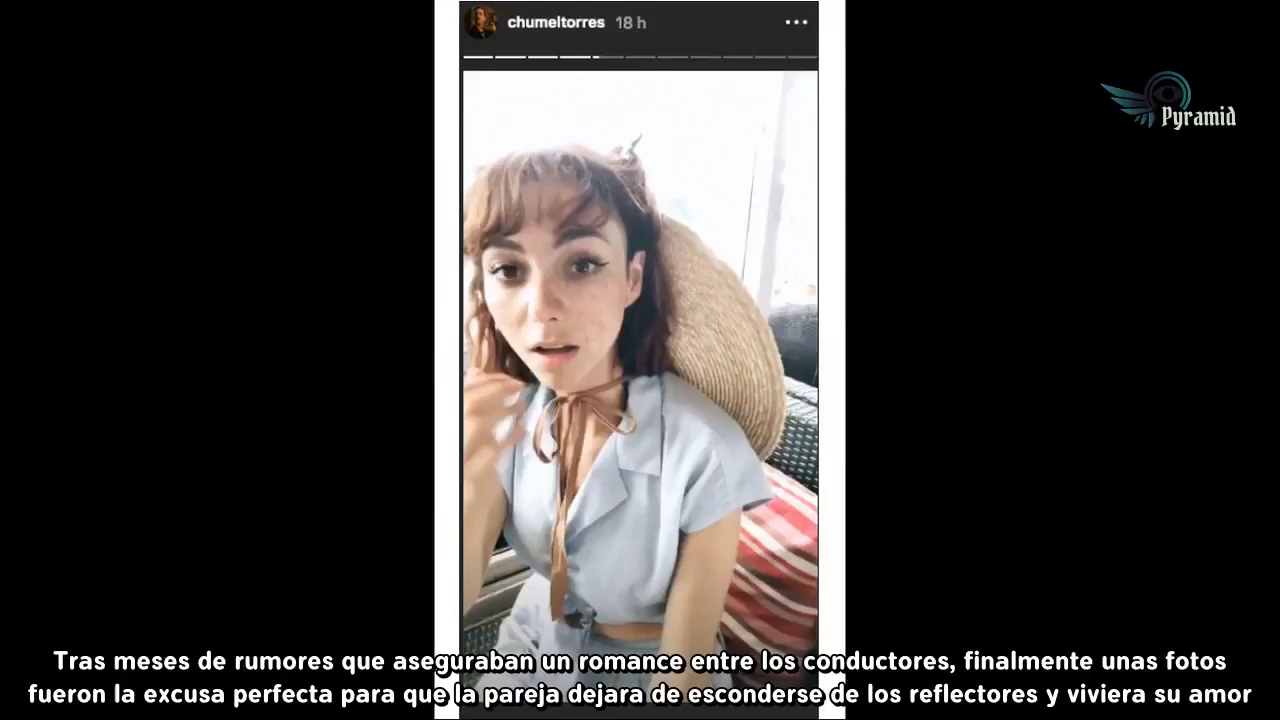 chumeltorres 18 h
Pyramid
Tras meses de rumores que aseguraban un romance entre los conductores, finalmente unas fotos
fueron la excusa perfecta para que la pareja dejara de esconderse de los reflectores y viviera su amor